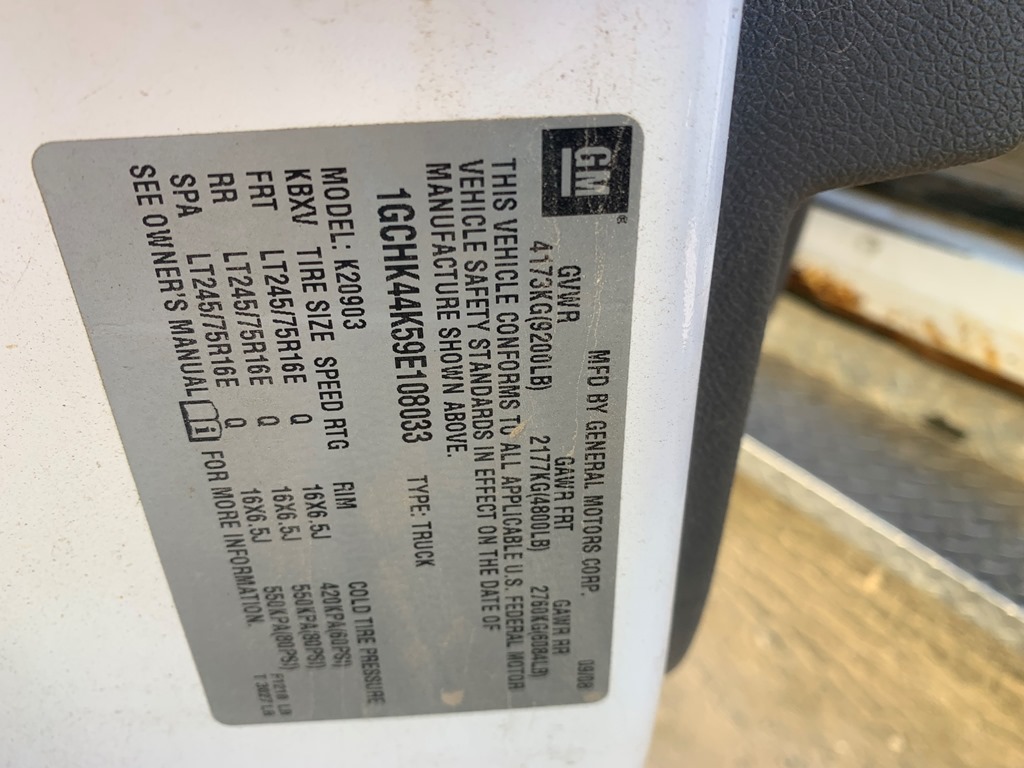 GM®
MFD BY GENERAL MOTORS CORP. 09/08
GVWR GAWR FRT GAWR RR
4173KG(9200LB) 2177KG(4800LB) 2760KG(6084LB)
THIS VEHICLE CONFORMS TO ALL APPLICABLE U.S. FEDERAL MOTOR
VEHICLE SAFETY STANDARDS IN EFFECT ON THE DATE OF
MANUFACTURE SHOWN ABOVE.
1GCHK44K59E108033 TYPE: TRUCK
MODEL: K20903
KBXV TIRE SIZE SPEED RTG RIM COLD TIRE PRESSURE
FRT LT245/75R16E Q 16X6.5J 420KPA(60PSI)
RR LT245/75R16E Q 16X6.5J 550KPA(80PSI)
SPA LT245/75R16E Q 16X6.5J 550KPA(80PSI)
SEE OWNER'S MANUAL i FOR MORE INFORMATION.